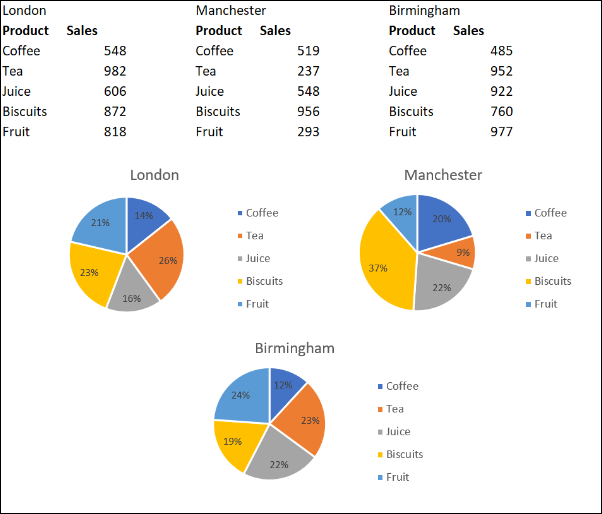 London Manchester Birmingham
Product Sales Product Sales Product Sales
Coffee 548 Coffee 519 Coffee 485
Tea 982 Tea 237 Tea 952
Juice 606 Juice 548 Juice 922
Biscuits 872 Biscuits 956 Biscuits 760
Fruit 818 Fruit 293 Fruit 977
London
14%
26%
16%
23%
21%
Coffee
Tea
Juice
Biscuits
Fruit
Manchester
20%
9%
22%
37%
12%
Coffee
Tea
Juice
Biscuits
Fruit
Birmingham
12%
23%
22%
19%
24%
Coffee
Tea
Juice
Biscuits
Fruit